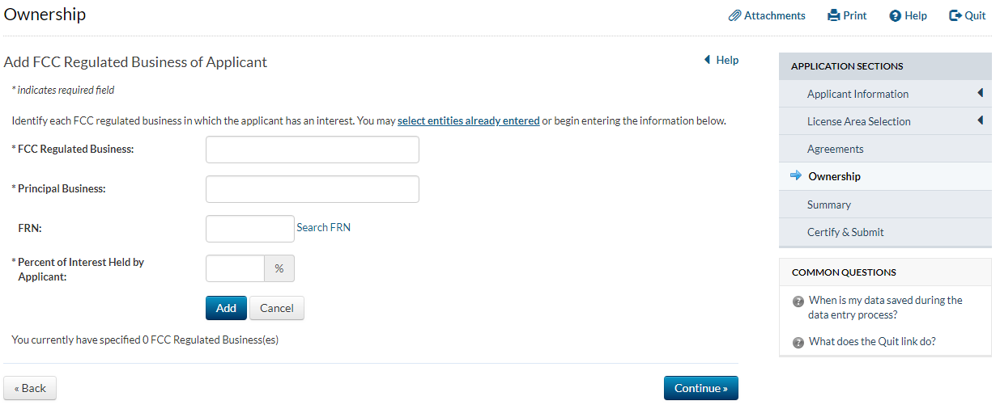 Ownership
Attachments Print Help Quit
Add FCC Regulated Business of Applicant
Help
* indicates required field
Identify each FCC regulated business in which the applicant has an interest. You may select entities already entered or begin entering the information below.
* FCC Regulated Business:
* Principal Business:
FRN:
Search FRN
* Percent of Interest Held by
Applicant:
%
Add Cancel
You currently have specified 0 FCC Regulated Business(es)
« Back
Continue »
APPLICATION SECTIONS
Applicant Information
License Area Selection
Agreements
Ownership
Summary
Certify & Submit
COMMON QUESTIONS
? When is my data saved during the
data entry process?
? What does the Quit link do?